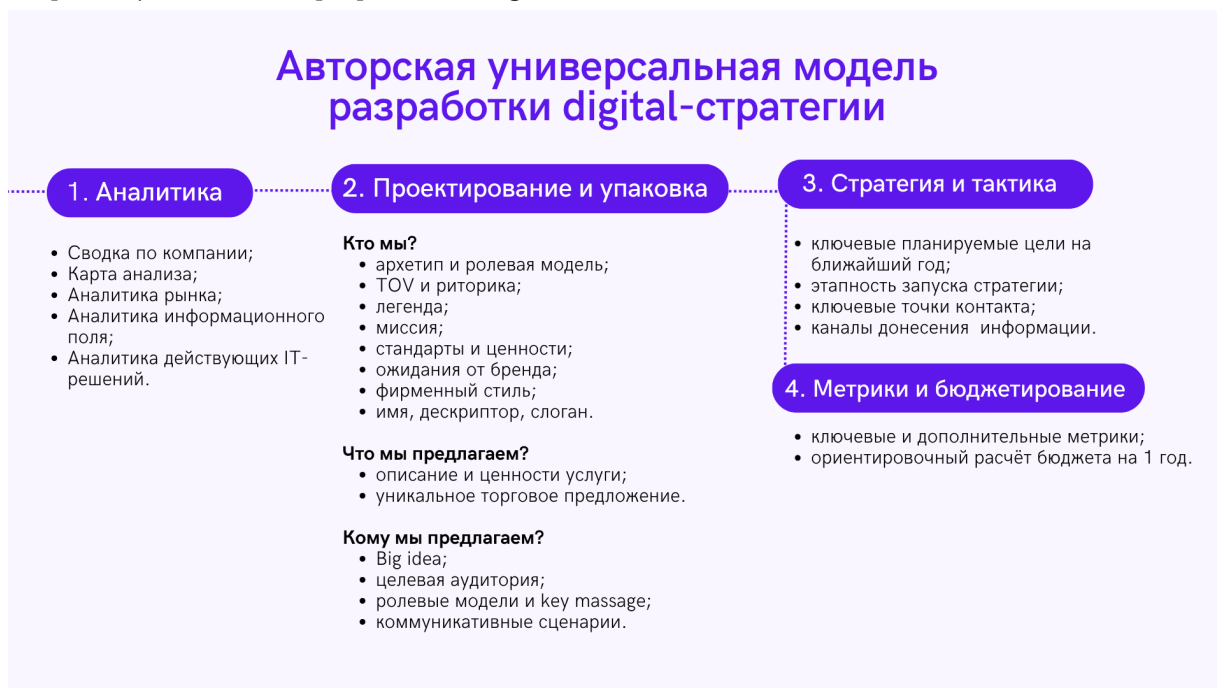 Авторская универсальная модель
разработки digital-стратегии
1. Аналитика
• Сводка по компании;
• Карта анализа;
• Аналитика рынка;
• Аналитика информационного
поля;
• Аналитика действующих IT-
решений.
2. Проектирование и упаковка
Кто мы?
• архетип и ролевая модель;
• TOV и риторика;
• легенда;
• миссия;
• стандарты и ценности;
• ожидания от бренда;
• фирменный стиль;
• имя, дескриптор, слоган.
Что мы предлагаем?
• описание и ценности услуги;
• уникальное торговое предложение.
Кому мы предлагаем?
• Big idea;
• целевая аудитория;
• ролевые модели и key massage;
• коммуникативные сценарии.
3. Стратегия и тактика
• ключевые планируемые цели на
ближайший год;
• этапность запуска стратегии;
• ключевые точки контакта;
• каналы донесения информации.
4. Метрики и бюджетирование
• ключевые и дополнительные метрики;
• ориентировочный расчёт бюджета на 1 год.